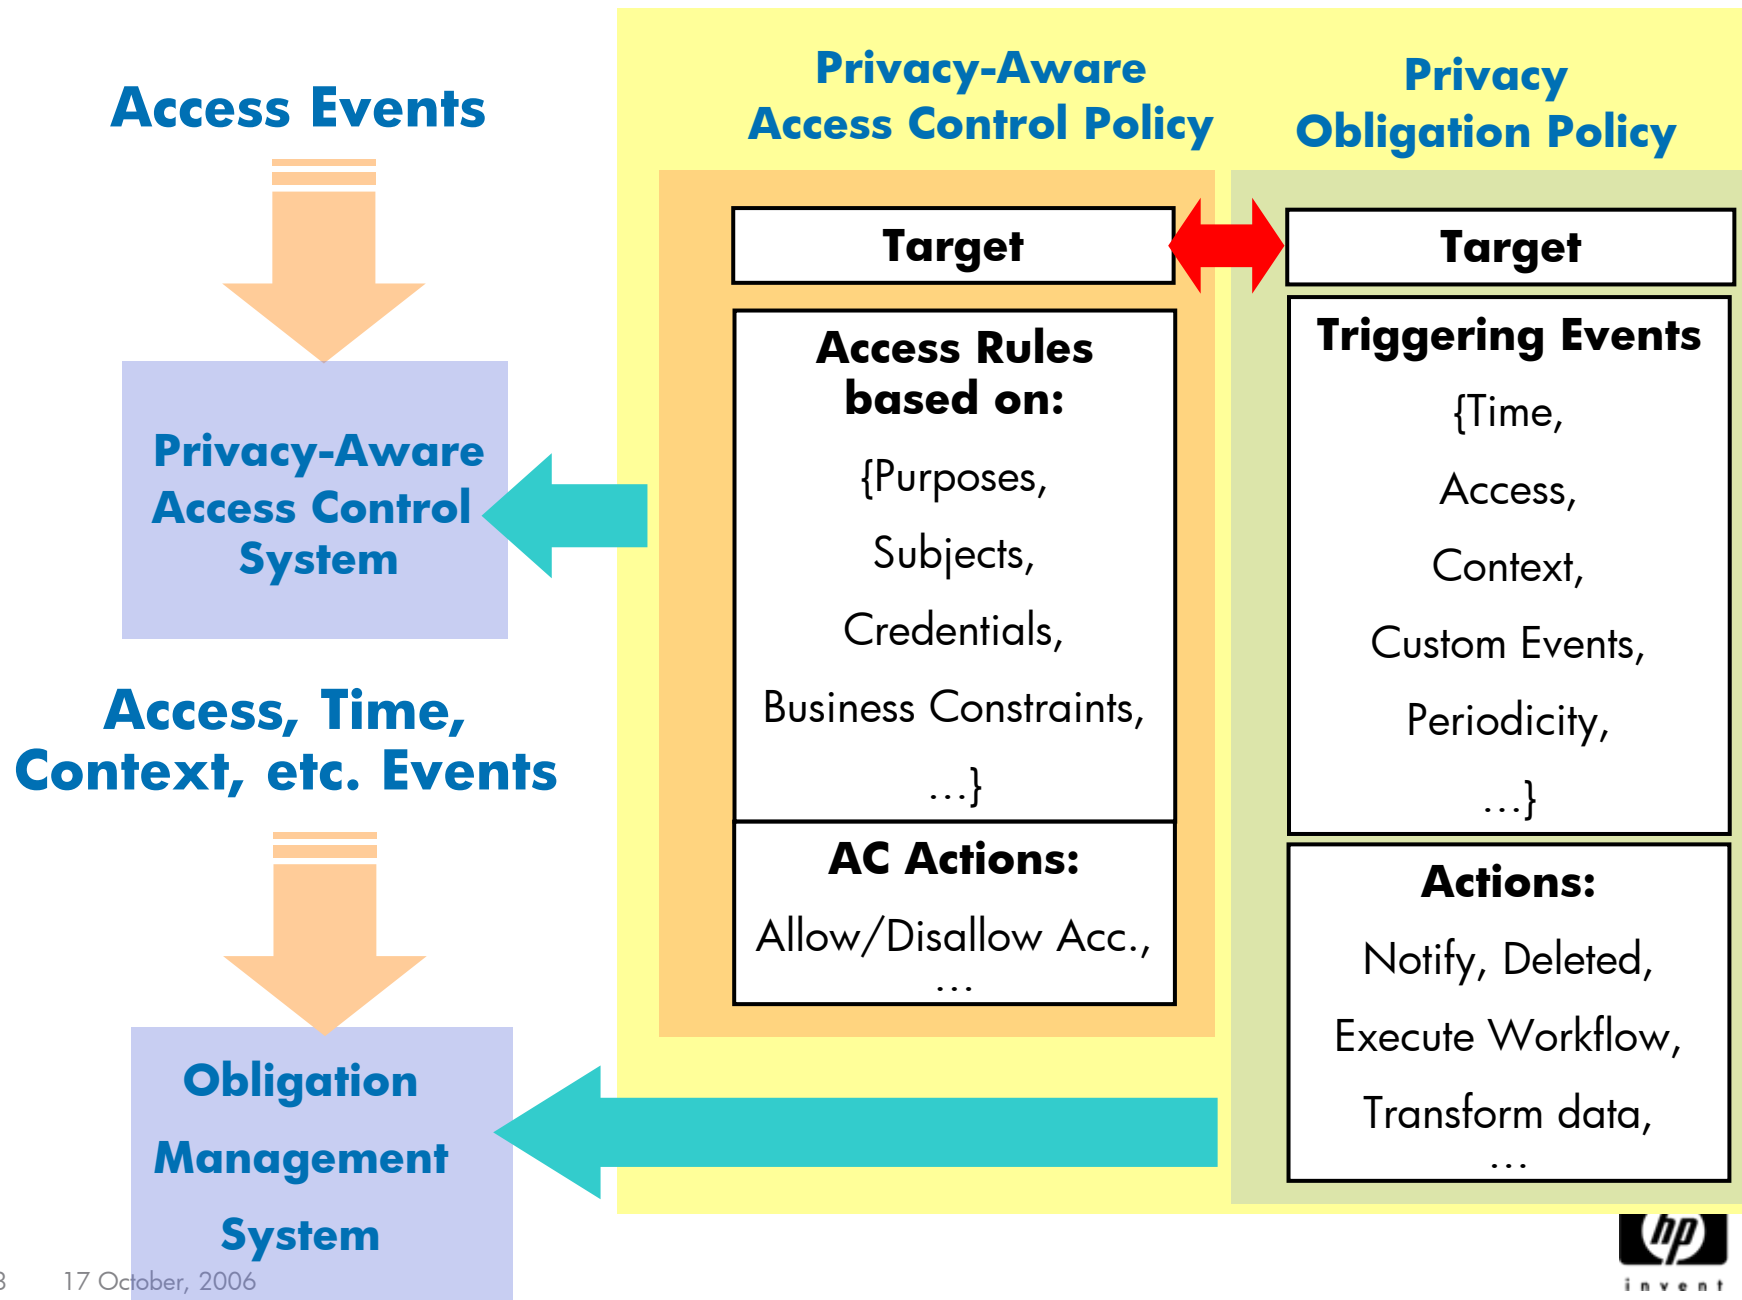 Access Events
Privacy-Aware
Access Control
System
Access, Time,
Context, etc. Events
Obligation
Management
System
Privacy-Aware
Access Control Policy
Target
Access Rules
based on:
{Purposes,
Subjects,
Credentials,
Business Constraints,
...}
AC Actions:
Allow/Disallow Acc.,
...
Privacy
Obligation Policy
Target
Triggering Events
{Time,
Access,
Context,
Custom Events,
Periodicity,
...}
Actions:
Notify, Deleted,
Execute Workflow,
Transform data,
...
17 October, 2006
hp
invent